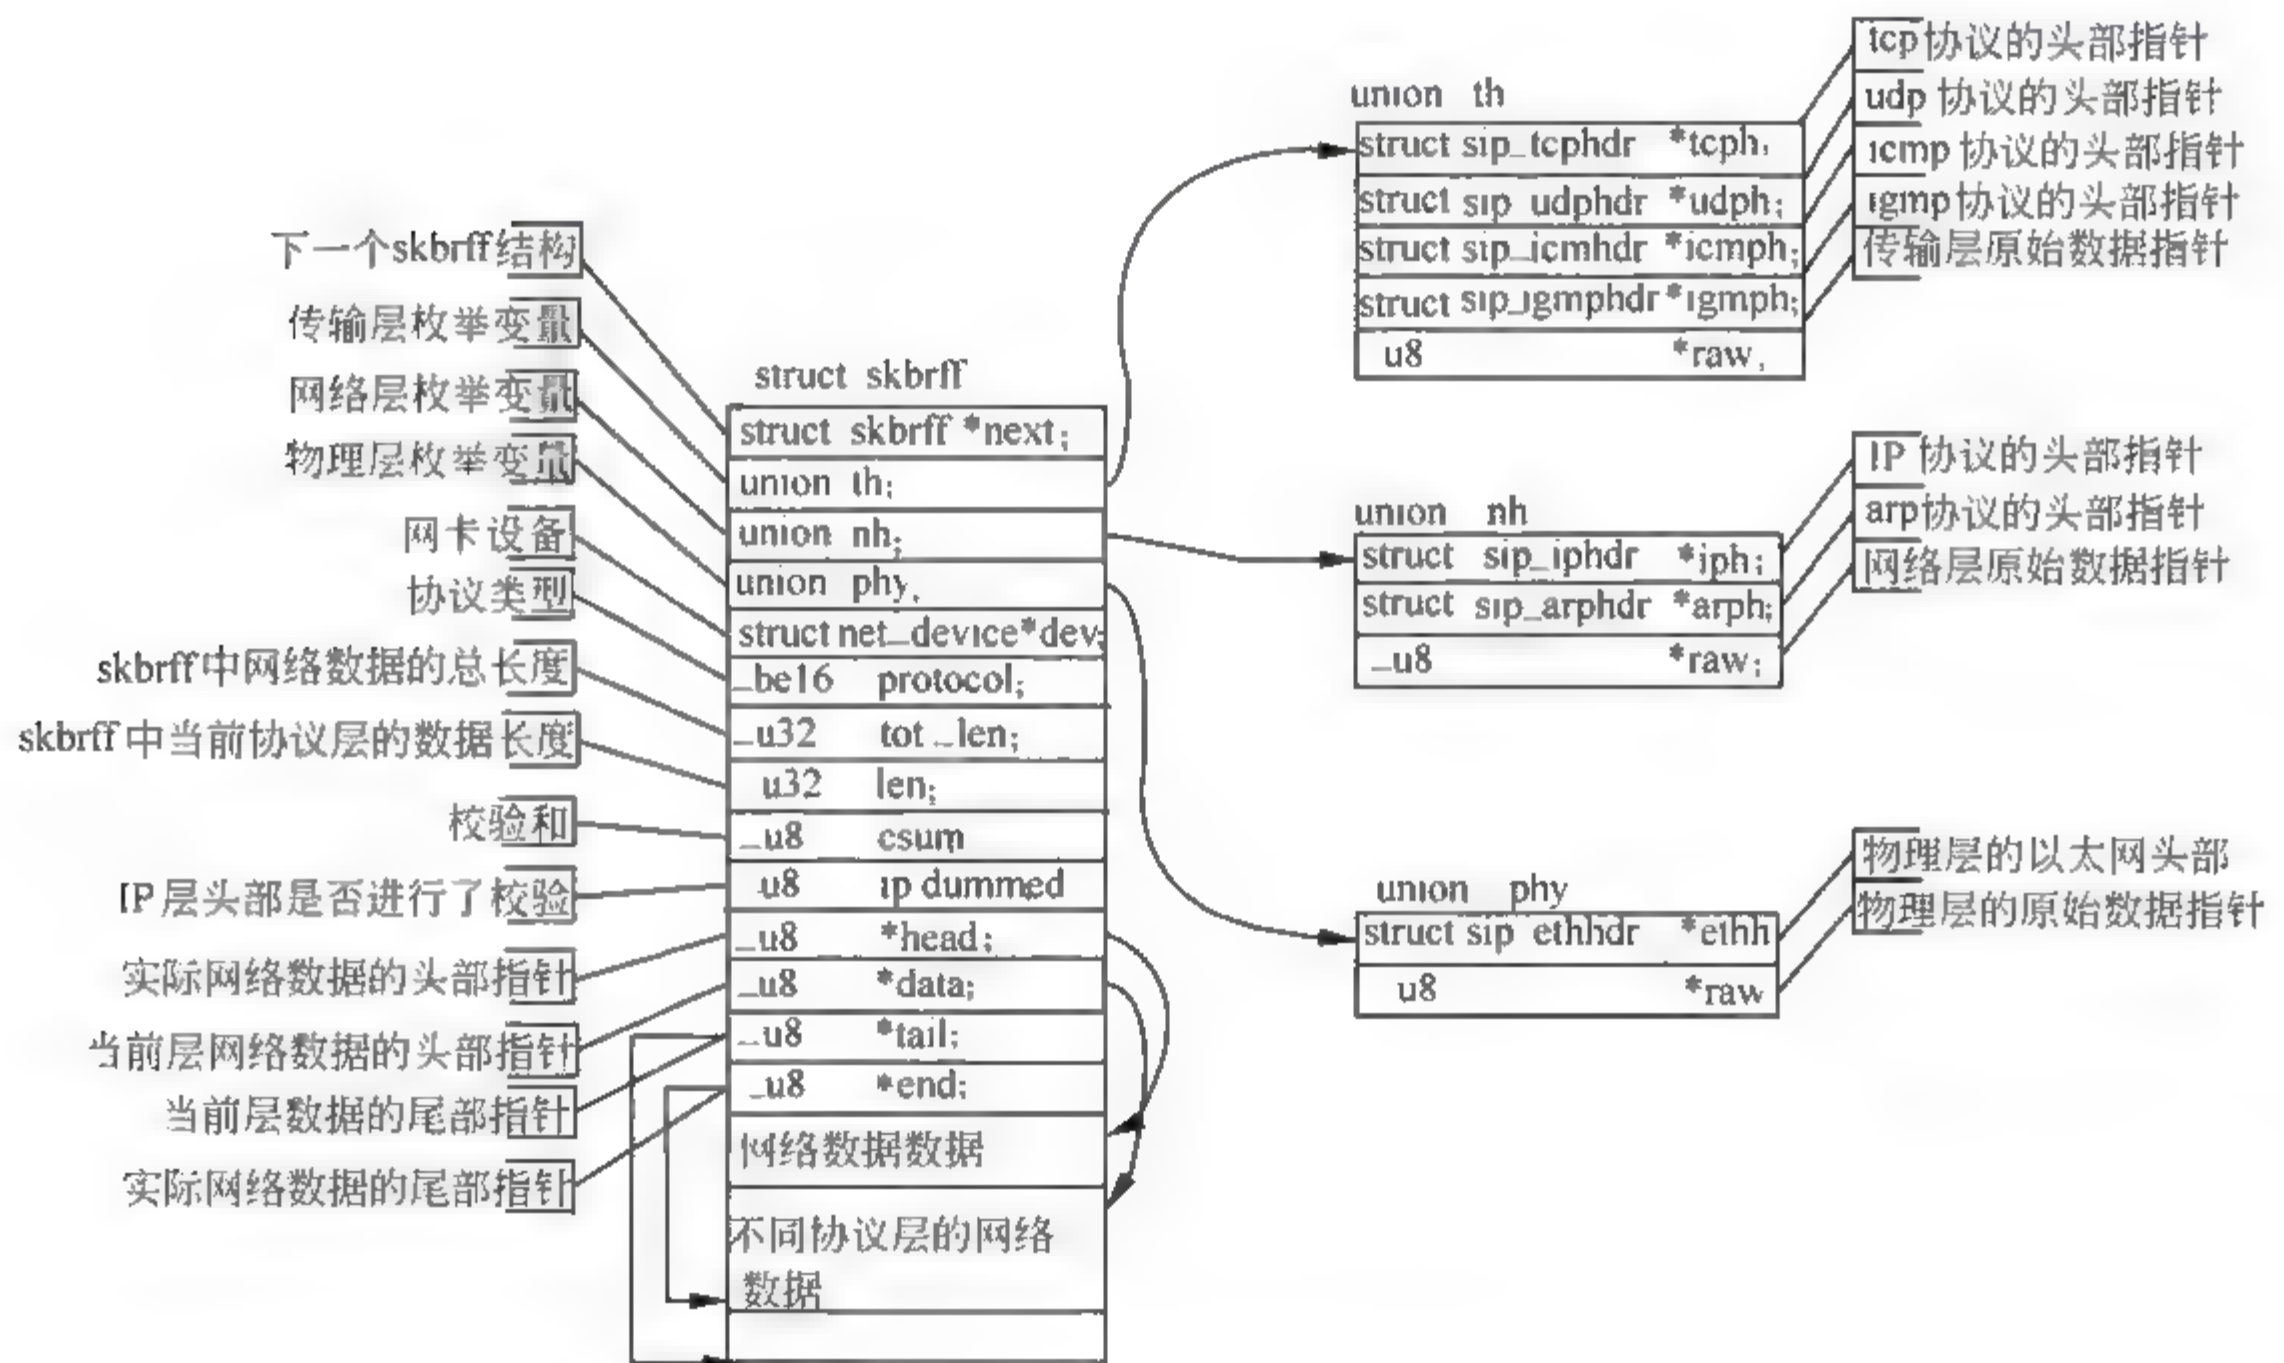 下一个skbrff结构
传输层枚举变量
网络层枚举变量
物理层枚举变量
网卡设备
协议类型
skbrff中网络数据的总长度
skbrff 中当前协议层的数据长度
校验和
IP 层头部是否进行了校验
实际网络数据的头部指针
当前层网络数据的头部指针
当前层数据的尾部指针
实际网络数据的尾部指针
struct skbrff
struct skbrff *next;
union th;
union nh;
union phy,
struct net_device*dev;
_be16 protocol;
_u32 tot_len;
u32 len;
_u8 csum
u8 ip dummed
_u8 *head;
_u8 *data;
_u8 *tail;
_u8 *end;
网络数据数据
不同协议层的网络
数据
union th
struct sip_tcphdr *tcph,
struct sip udphdr *udph;
struct sip_icmhdr *icmph;
struct sip_igmphdr *igmph;
u8 *raw,
tcp协议的头部指针
udp 协议的头部指针
icmp 协议的头部指针
igmp协议的头部指针
传输层原始数据指针
union nh
struct sip_iphdr *iph;
struct sip_arphdr *arph;
_u8 *raw;
IP 协议的头部指针
arp协议的头部指针
网络层原始数据指针
union phy
struct sip ethhdr *ethh
u8 *raw
物理层的以太网头部
物理层的原始数据指针